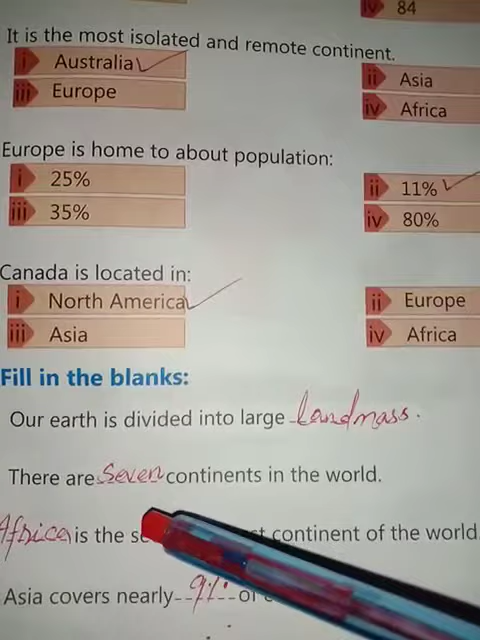 iv 84
It is the most isolated and remote continent.
i Australia ii Asia
iii Europe iv Africa
Europe is home to about population:
i 25% ii 11%
iii 35% iv 80%
Canada is located in:
i North America ii Europe
iii Asia iv Africa
Fill in the blanks:
Our earth is divided into large landmass.
There are seven continents in the world.
Africa is the continent of the world
Asia covers nearly 9%